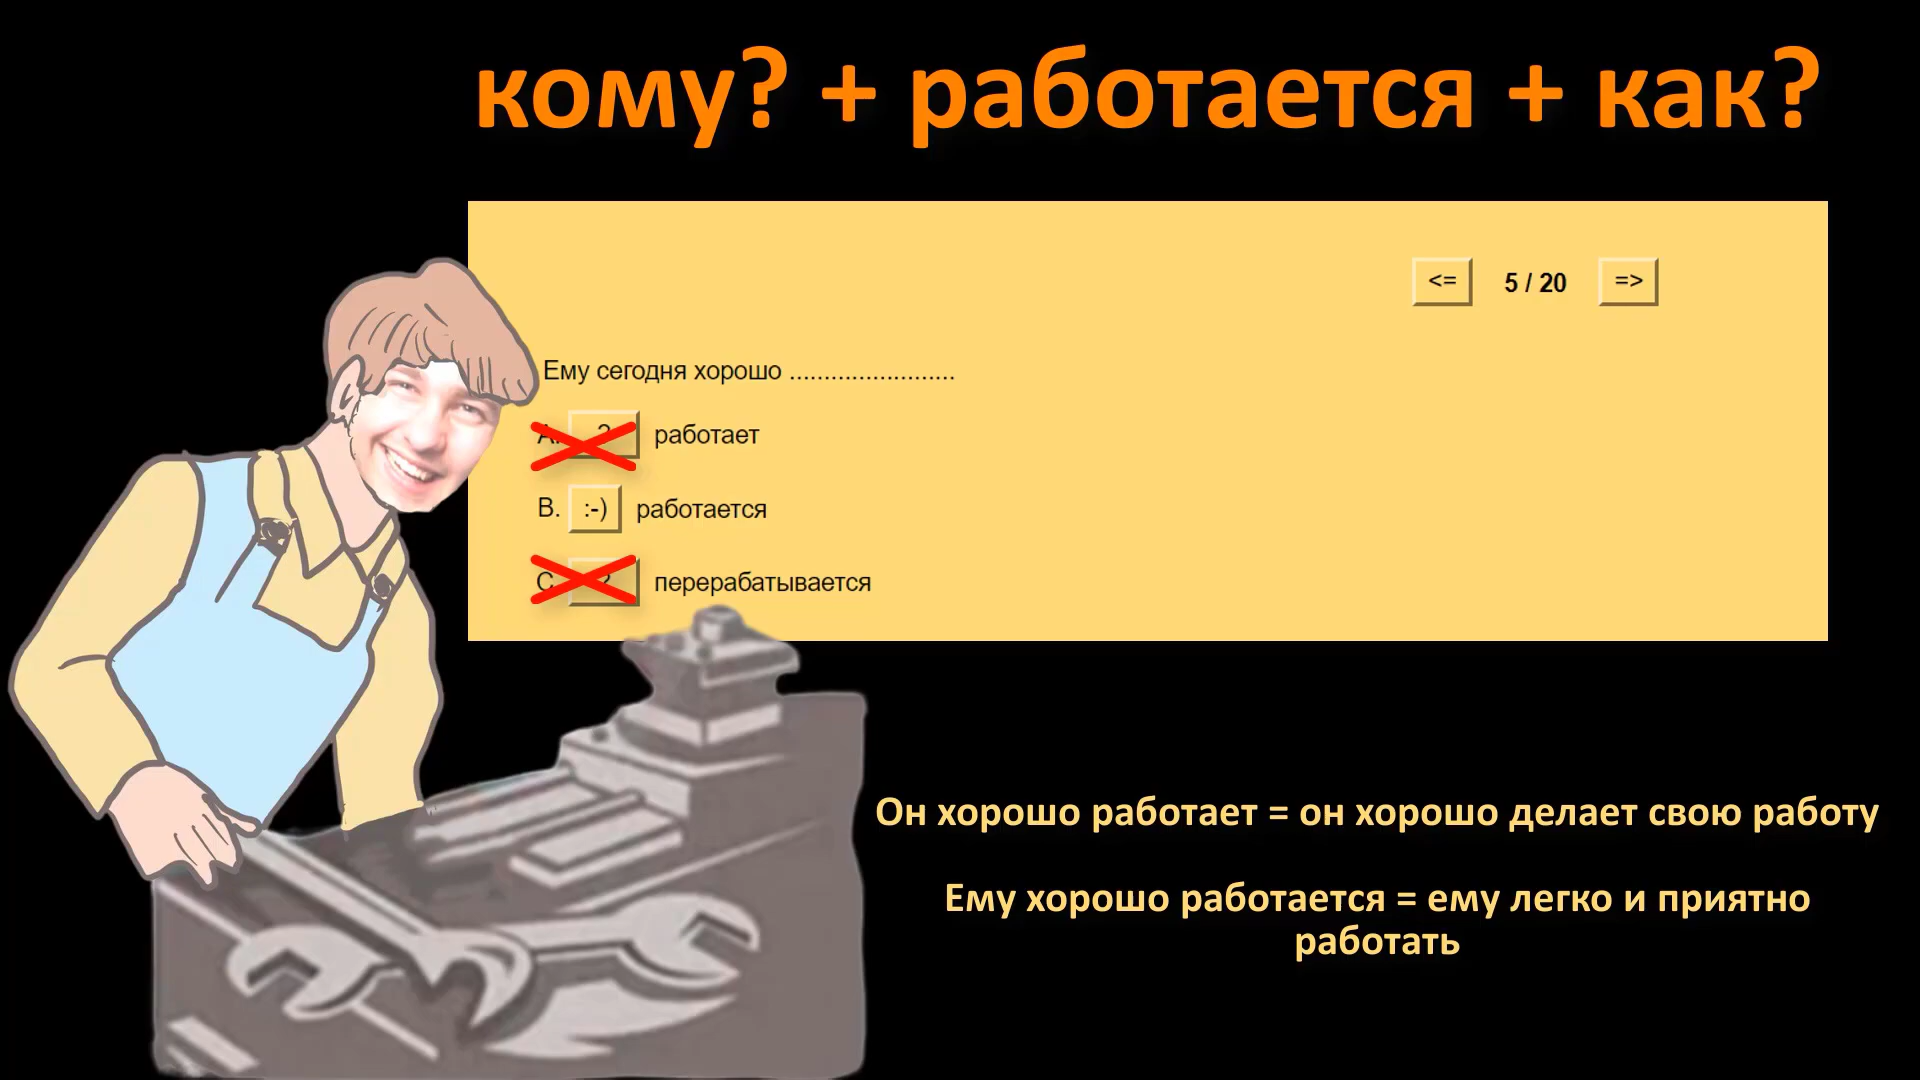 кому? + работается + как?
<= 5 / 20 =>
Ему сегодня хорошо ........................
A. ? работает
B. :-) работается
C ? перерабатывается
Он хорошо работает = он хорошо делает свою работу
Ему хорошо работается = ему легко и приятно
работать